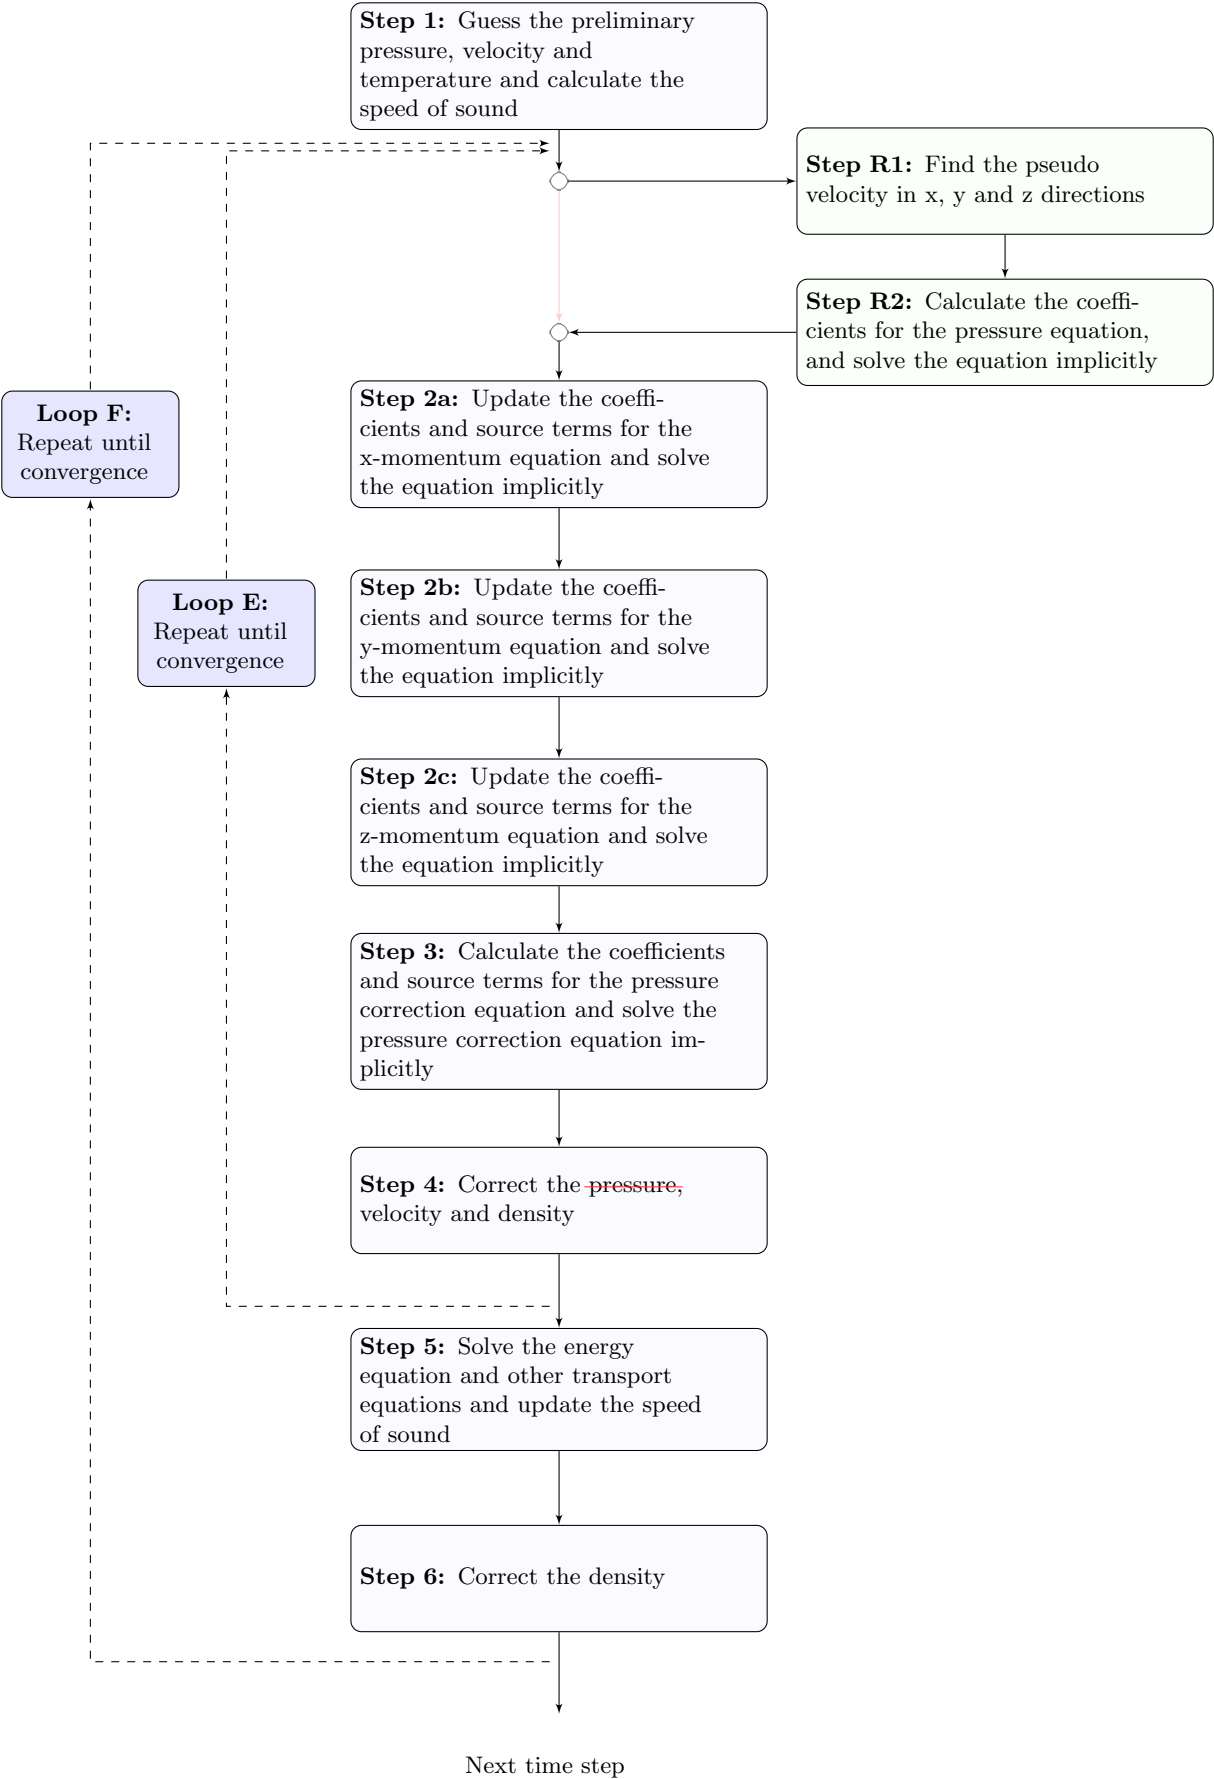 Step 1: Guess the preliminary
pressure, velocity and
temperature and calculate the
speed of sound
Step R1: Find the pseudo
velocity in x, y and z directions
Step R2: Calculate the coeffi-
cients for the pressure equation,
and solve the equation implicitly
Step 2a: Update the coeffi-
cients and source terms for the
x-momentum equation and solve
the equation implicitly
Loop F:
Repeat until
convergence
Step 2b: Update the coeffi-
cients and source terms for the
y-momentum equation and solve
the equation implicitly
Loop E:
Repeat until
convergence
Step 2c: Update the coeffi-
cients and source terms for the
z-momentum equation and solve
the equation implicitly
Step 3: Calculate the coefficients
and source terms for the pressure
correction equation and solve the
pressure correction equation im-
plicitly
Step 4: Correct the pressure,
velocity and density
Step 5: Solve the energy
equation and other transport
equations and update the speed
of sound
Step 6: Correct the density
Next time step